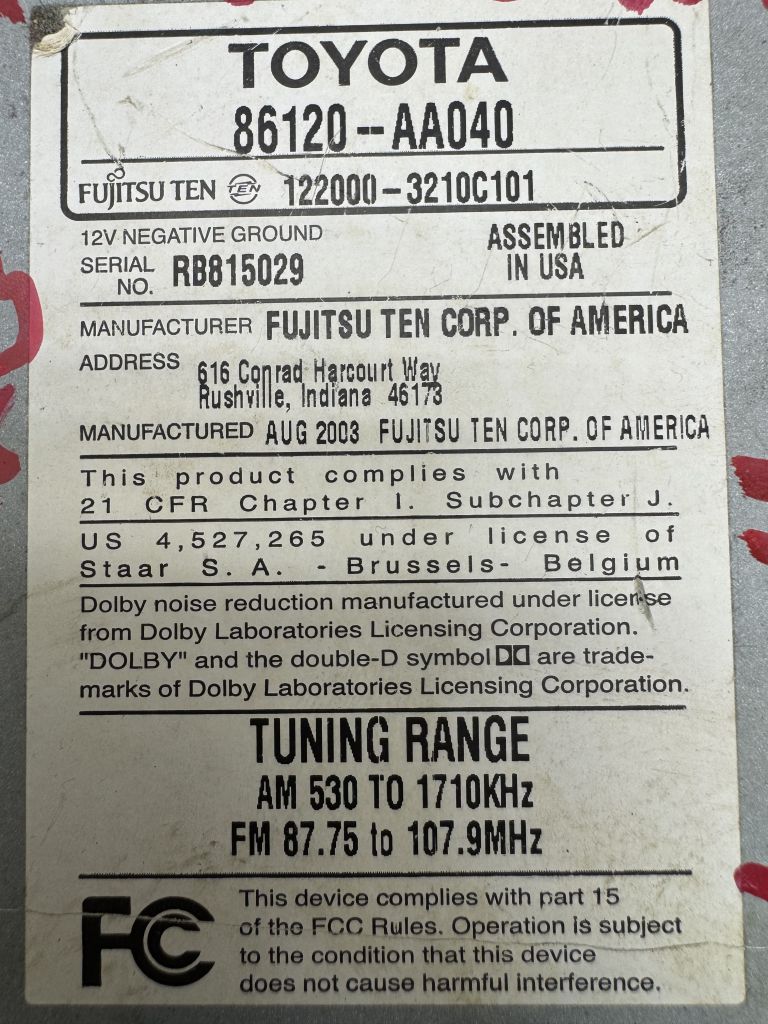 TOYOTA
86120--AA040
FUJITSU TEN TEN 122000-3210C101
12V NEGATIVE GROUND
ASSEMBLED
IN USA
SERIAL NO. RB815029
MANUFACTURER FUJITSU TEN CORP. OF AMERICA
ADDRESS 616 Conrad Harcourt Way
Rushville, Indiana 46173
MANUFACTURED AUG 2003 FUJITSU TEN CORP. OF AMERICA
This product complies with
21 CFR Chapter I. Subchapter J.
US 4,527,265 under license of
Staar S.A. - Brussels- Belgium
Dolby noise reduction manufactured under license
from Dolby Laboratories Licensing Corporation.
"DOLBY" and the double-D symbol are trade-
marks of Dolby Laboratories Licensing Corporation.
TUNING RANGE
AM 530 TO 1710KHz
FM 87.75 to 107.9MHz
FC This device complies with part 15
of the FCC Rules. Operation is subject
to the condition that this device
does not cause harmful interference.